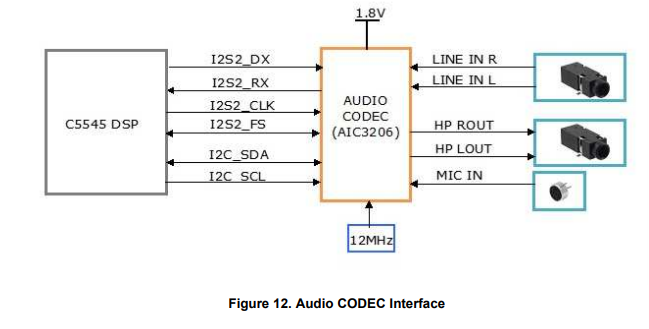 1.8V
I2S2_DX
I2S2_RX
I2S2_CLK
I2S2_FS
I2C_SDA
I2C_SCL
C5545 DSP
AUDIO
CODEC
(AIC3206)
LINE IN R
LINE IN L
HP ROUT
HP LOUT
MIC IN
12MHz
Figure 12. Audio CODEC Interface